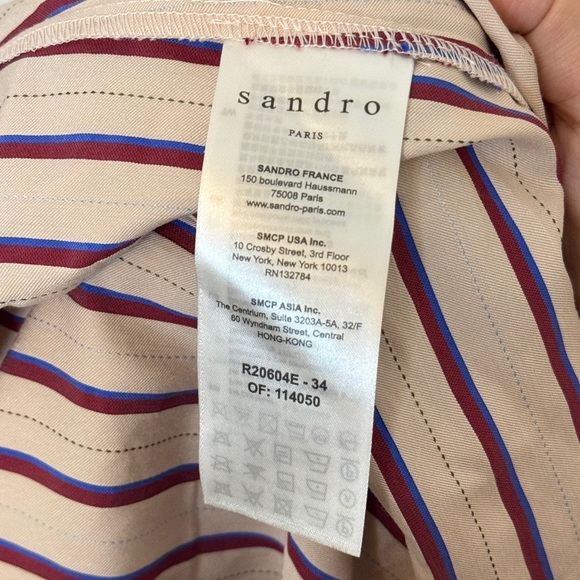 sandro
PARIS
SANDRO FRANCE
150 boulevard Haussmann
75008 Paris
www.sandro-paris.com
SMCP USA Inc.
10 Crosby Street, 3rd Floor
New York, New York 10013
RN132784
SMCP ASIA Inc.
The Centrium, Suite 3203A-5A, 32/F
60 Wyndham Street, Central
HONG-KONG
R20604E - 34
OF: 114050